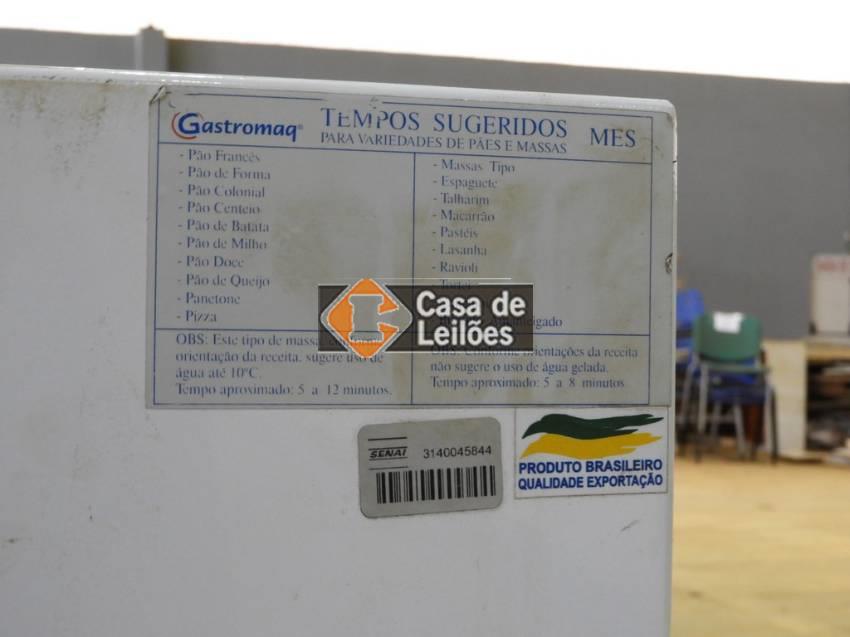 Gastromaq®
TEMPOS SUGERIDOS MES
PARA VARIEDADES DE PÃES E MASSAS
- Pão Francês
- Pão de Forma
- Pão Colonial
- Pão Centeio
- Pão de Batata
- Pão de Milho
- Pão Doce
- Pão de Queijo
- Panetone
- Pizza
OBS: Este tipo de massa, conforme
orientação da receita, sugere uso de
água até 10ºC.
Tempo aproximado: 5 a 12 minutos.
- Massas Tipo
- Espaguete
- Talharim
- Macarrão
- Pastéis
- Lasanha
- Ravioli
OBS: Conforme orientações da receita
não sugere o uso de água gelada.
Tempo aproximado: 5 a 8 minutos.
Casa de
Leilões
SENAI 3140045844
PRODUTO BRASILEIRO
QUALIDADE EXPORTAÇÃO